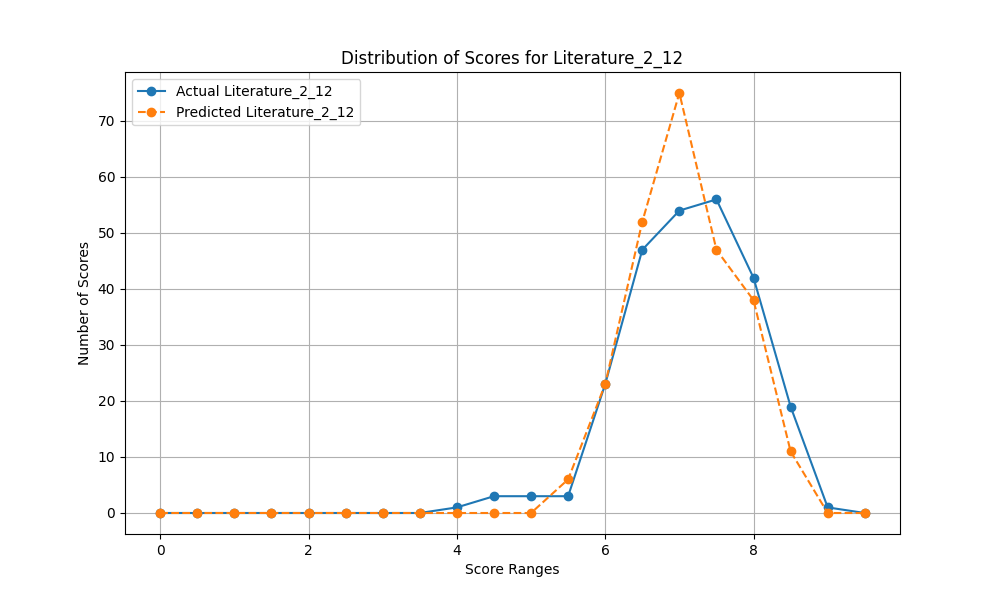 Distribution of Scores for Literature_2_12
Actual Literature_2_12
Predicted Literature_2_12
Number of Scores
70
60
50
40
30
20
10
0
0 2 4 6 8
Score Ranges